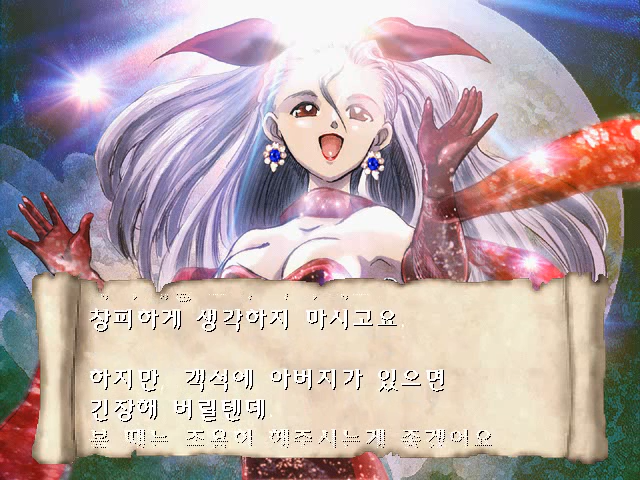 창피하게 생각하지 마시고요
하지만 객석에 아버지가 있으면
긴장해 버릴텐데
볼 때는 조용히 해주시는게 좋겠어요